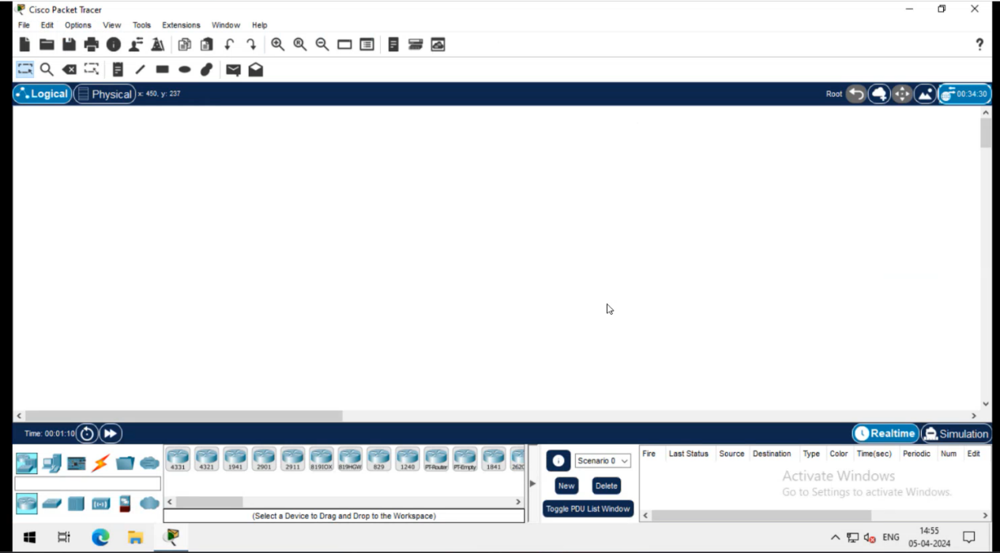 Cisco Packet Tracer
File Edit Options View Tools Extensions Window Help
?
Logical Physical x: 450, y: 237 Root 00:34:30
Time: 00:01:10 Realtime Simulation
4331 4321 1941 2901 2911 819IOX 819HGW 829 1240 PT-Router PT-Empty 1841 262
(Select a Device to Drag and Drop to the Workspace)
Scenario 0
New Delete
Toggle PDU List Window
Fire Last Status Source Destination Type Color Time(sec) Periodic Num Edit
Activate Windows
Go to Settings to activate Windows.
ENG 14:55
05-04-2024